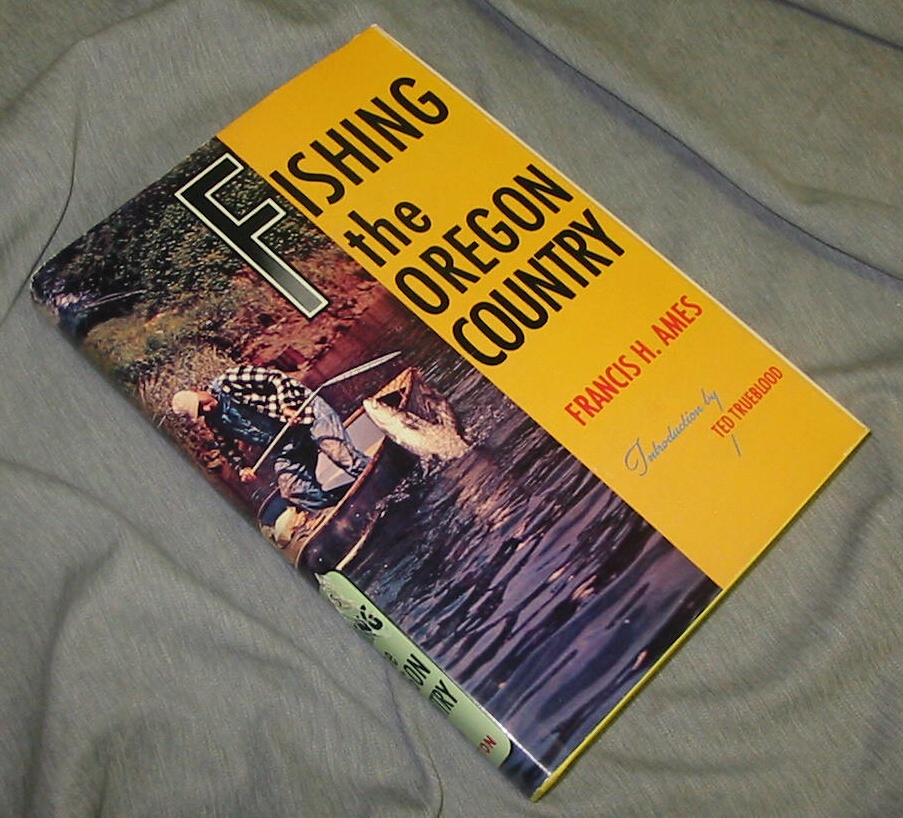 FISHING
the
OREGON
COUNTRY
FRANCIS H. AMES
Introduction by
TED TRUEBLOOD